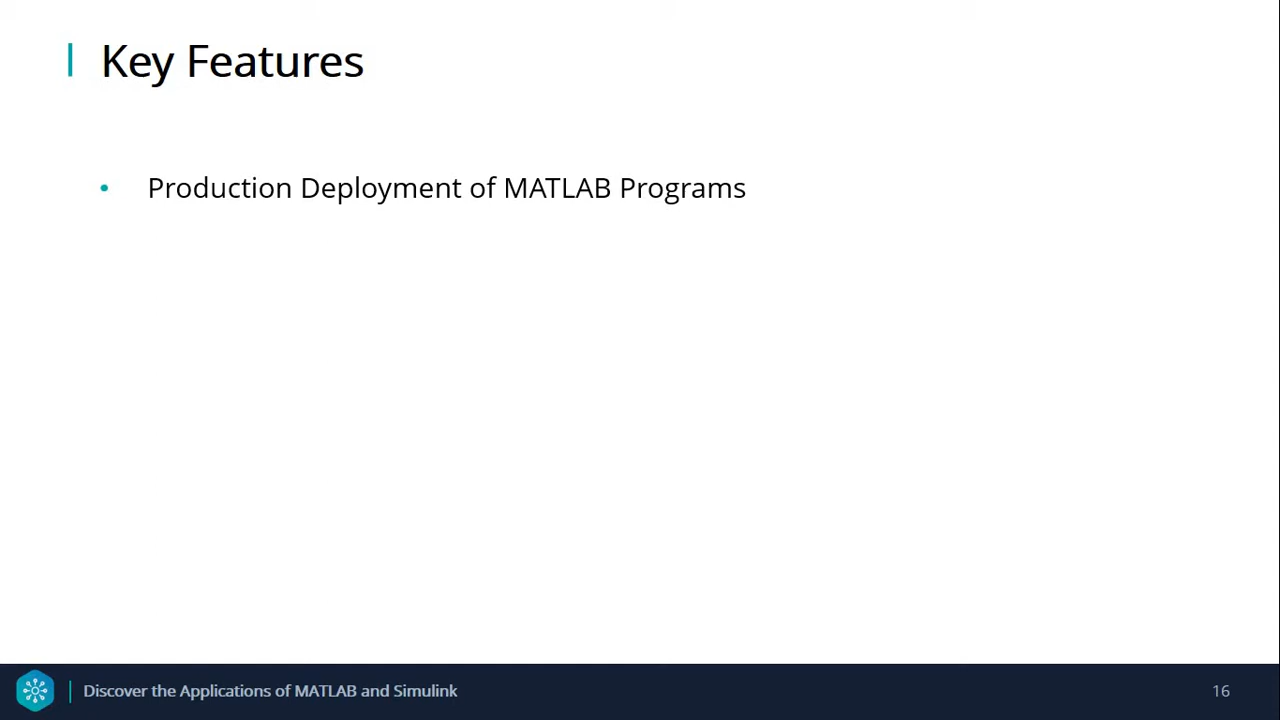 Key Features
• Production Deployment of MATLAB Programs
Discover the Applications of MATLAB and Simulink
16